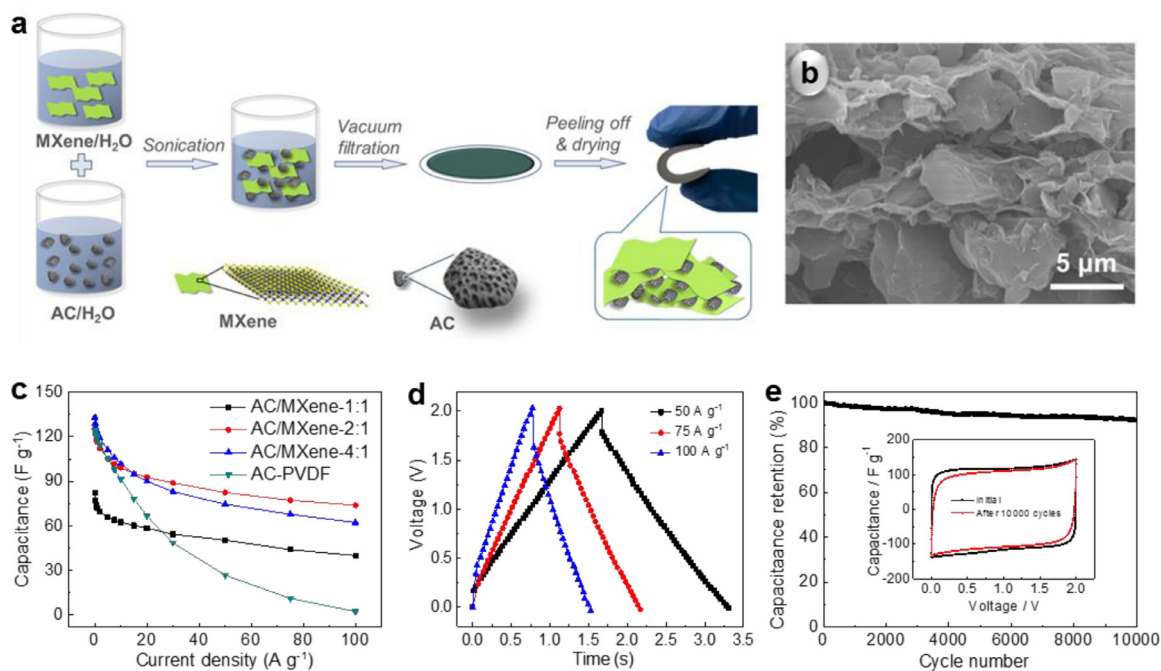 a
MXene/H₂O
AC/H₂O
Sonication
Vacuum
filtration
Peeling off
& drying
MXene
AC
b
5 µm
c
Capacitance (F g⁻¹)
150
120
90
60
30
0
0 20 40 60 80 100
Current density (A g⁻¹)
AC/MXene-1:1
AC/MXene-2:1
AC/MXene-4:1
AC-PVDF
d
Voltage (V)
2.0
1.5
1.0
0.5
0.0
0.0 0.5 1.0 1.5 2.0 2.5 3.0 3.5
Time (s)
50 A g⁻¹
75 A g⁻¹
100 A g⁻¹
e
Capacitaance retention (%)
100
80
60
40
20
0
0 2000 4000 6000 8000 10000
Cycle number
Capacitance / F g⁻¹
200
100
0
-100
-200
0.0 0.5 1.0 1.5 2.0
Voltage / V
Initial
After 10000 cycles